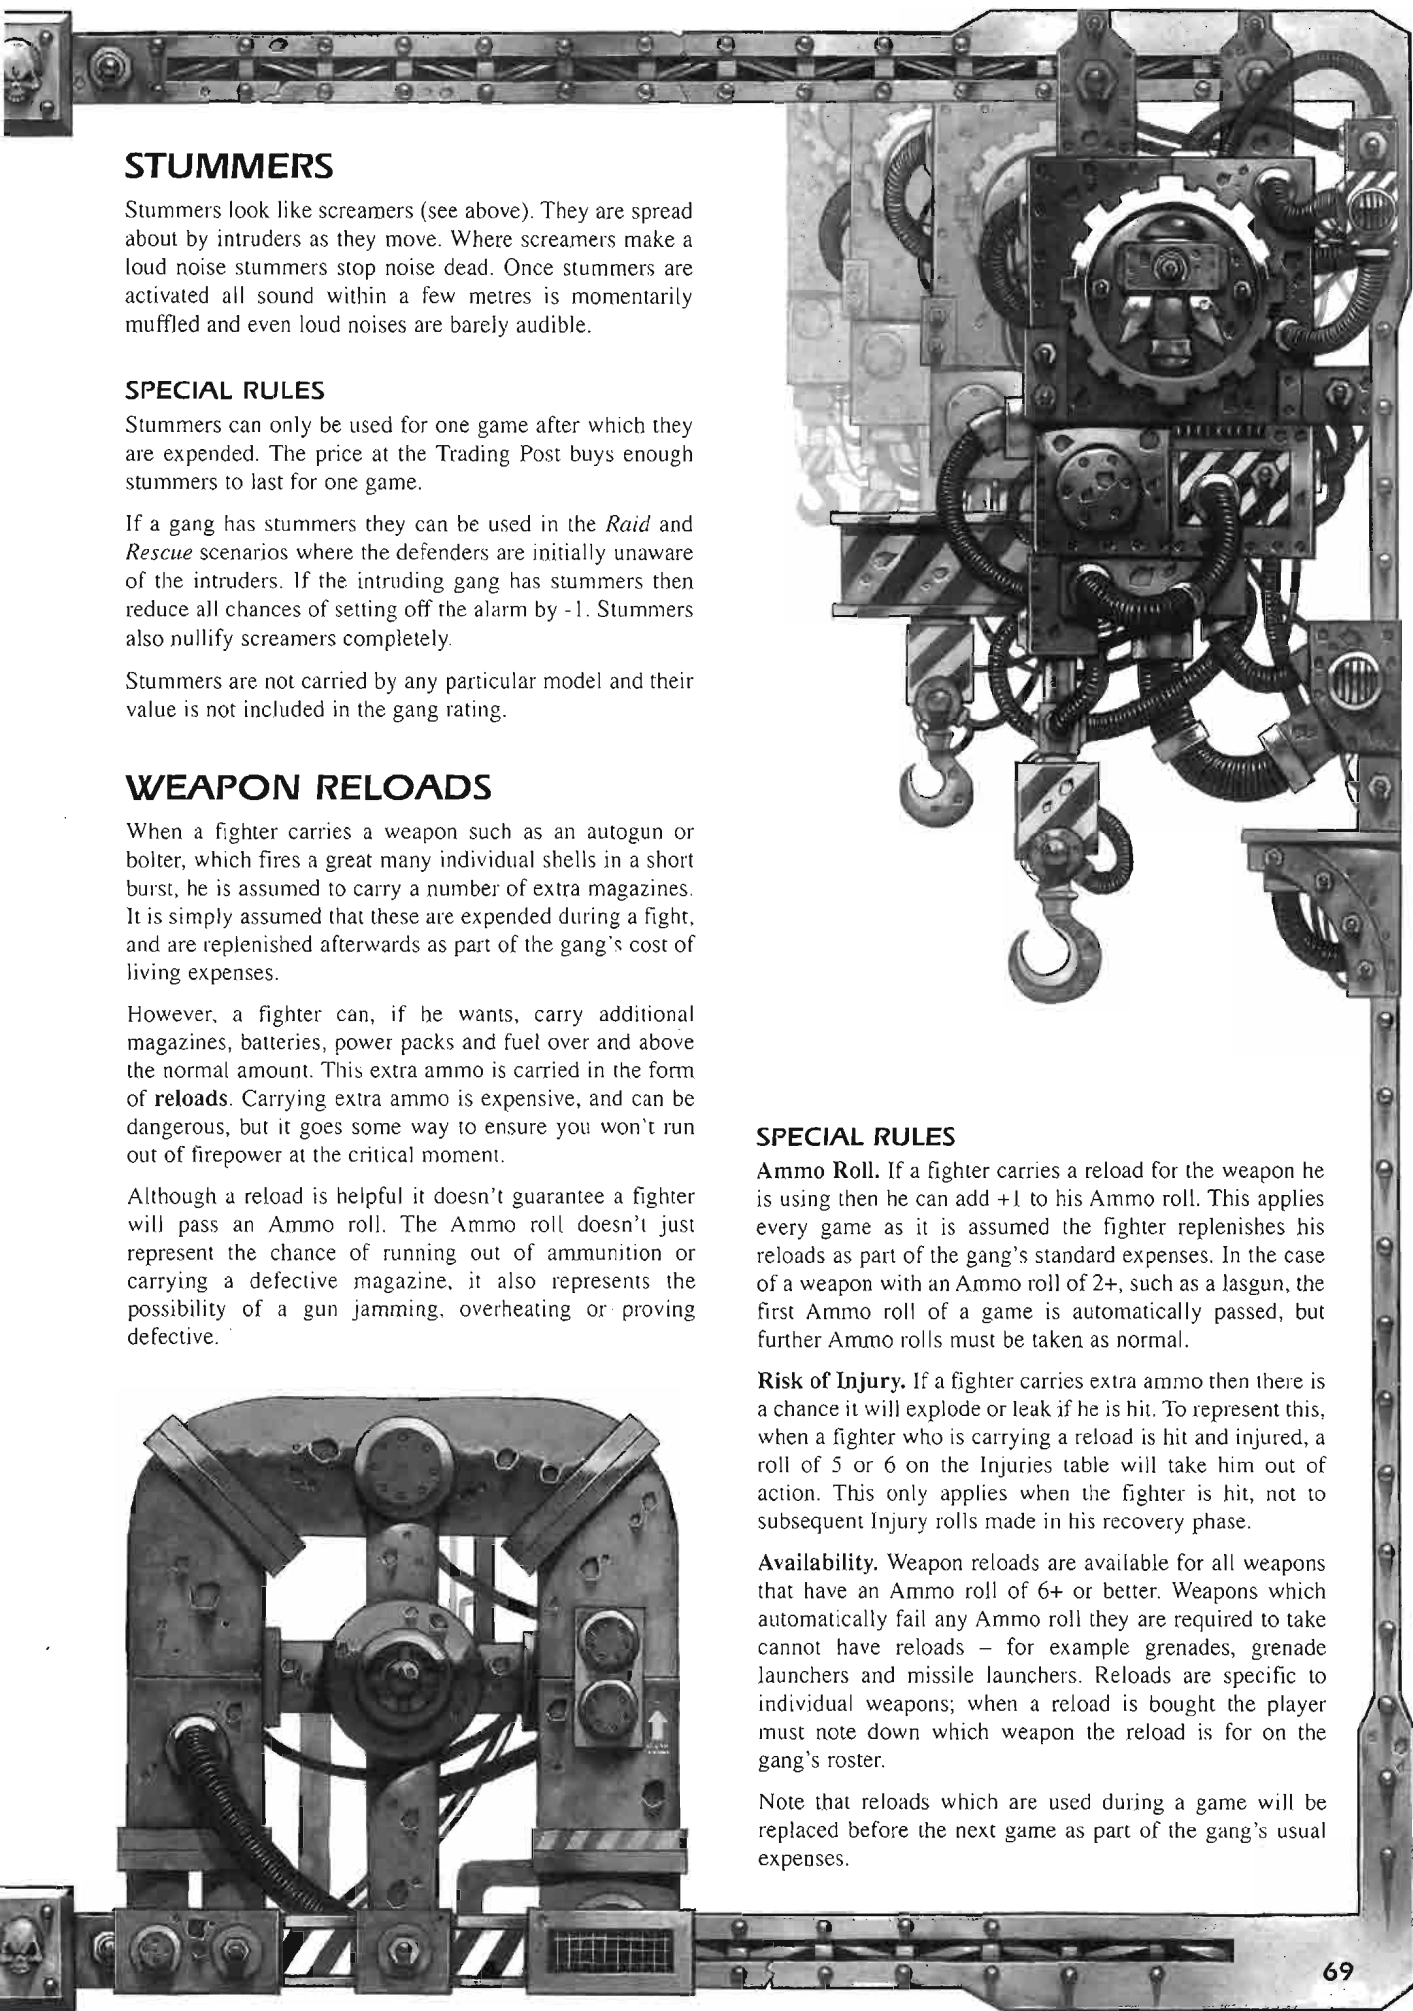 STUMMERS
Stummers look like screamers (see above). They are spread
about by intruders as they move. Where screamers make a
loud noise stummers stop noise dead. Once stummers are
activated all sound within a few metres is momentarily
muffled and even loud noises are barely audible.
SPECIAL RULES
Stummers can only be used for one game after which they
are expended. The price at the Trading Post buys enough
stummers to last for one game.
If a gang has stummers they can be used in the Raid and
Rescue scenarios where the defenders are initially unaware
of the intruders. If the intruding gang has stummers then
reduce all chances of setting off the alarm by -1. Stummers
also nullify screamers completely.
Stummers are not carried by any particular model and their
value is not included in the gang rating.
WEAPON RELOADS
When a fighter carries a weapon such as an autogun or
bolter, which fires a great many individual shells in a short
burst, he is assumed to carry a number of extra magazines.
It is simply assumed that these are expended during a fight,
and are replenished afterwards as part of the gang's cost of
living expenses.
However, a fighter can, if he wants, carry additional
magazines, batteries, power packs and fuel over and above
the normal amount. This extra ammo is carried in the form
of reloads. Carrying extra ammo is expensive, and can be
dangerous, but it goes some way to ensure you won't run
out of firepower at the critical moment.
Although a reload is helpful it doesn't guarantee a fighter
will pass an Ammo roll. The Ammo roll doesn't just
represent the chance of running out of ammunition or
carrying a defective magazine, it also represents the
possibility of a gun jamming, overheating or proving
defective.
SPECIAL RULES
Ammo Roll. If a fighter carries a reload for the weapon he
is using then he can add +1 to his Ammo roll. This applies
every game as it is assumed the fighter replenishes his
reloads as part of the gang's standard expenses. In the case
of a weapon with an Ammo roll of 2+, such as a lasgun, the
first Ammo roll of a game is automatically passed, but
further Ammo rolls must be taken as normal.
Risk of Injury. If a fighter carries extra ammo then there is
a chance it will explode or leak if he is hit. To represent this,
when a fighter who is carrying a reload is hit and injured, a
roll of 5 or 6 on the Injuries table will take him out of
action. This only applies when the fighter is hit, not to
subsequent Injury rolls made in his recovery phase.
Availability. Weapon reloads are available for all weapons
that have an Ammo roll of 6+ or better. Weapons which
automatically fail any Ammo roll they are required to take
cannot have reloads – for example grenades, grenade
launchers and missile launchers. Reloads are specific to
individual weapons; when a reload is bought the player
must note down which weapon the reload is for on the
gang's roster.
Note that reloads which are used during a game will be
replaced before the next game as part of the gang's usual
expenses.
69